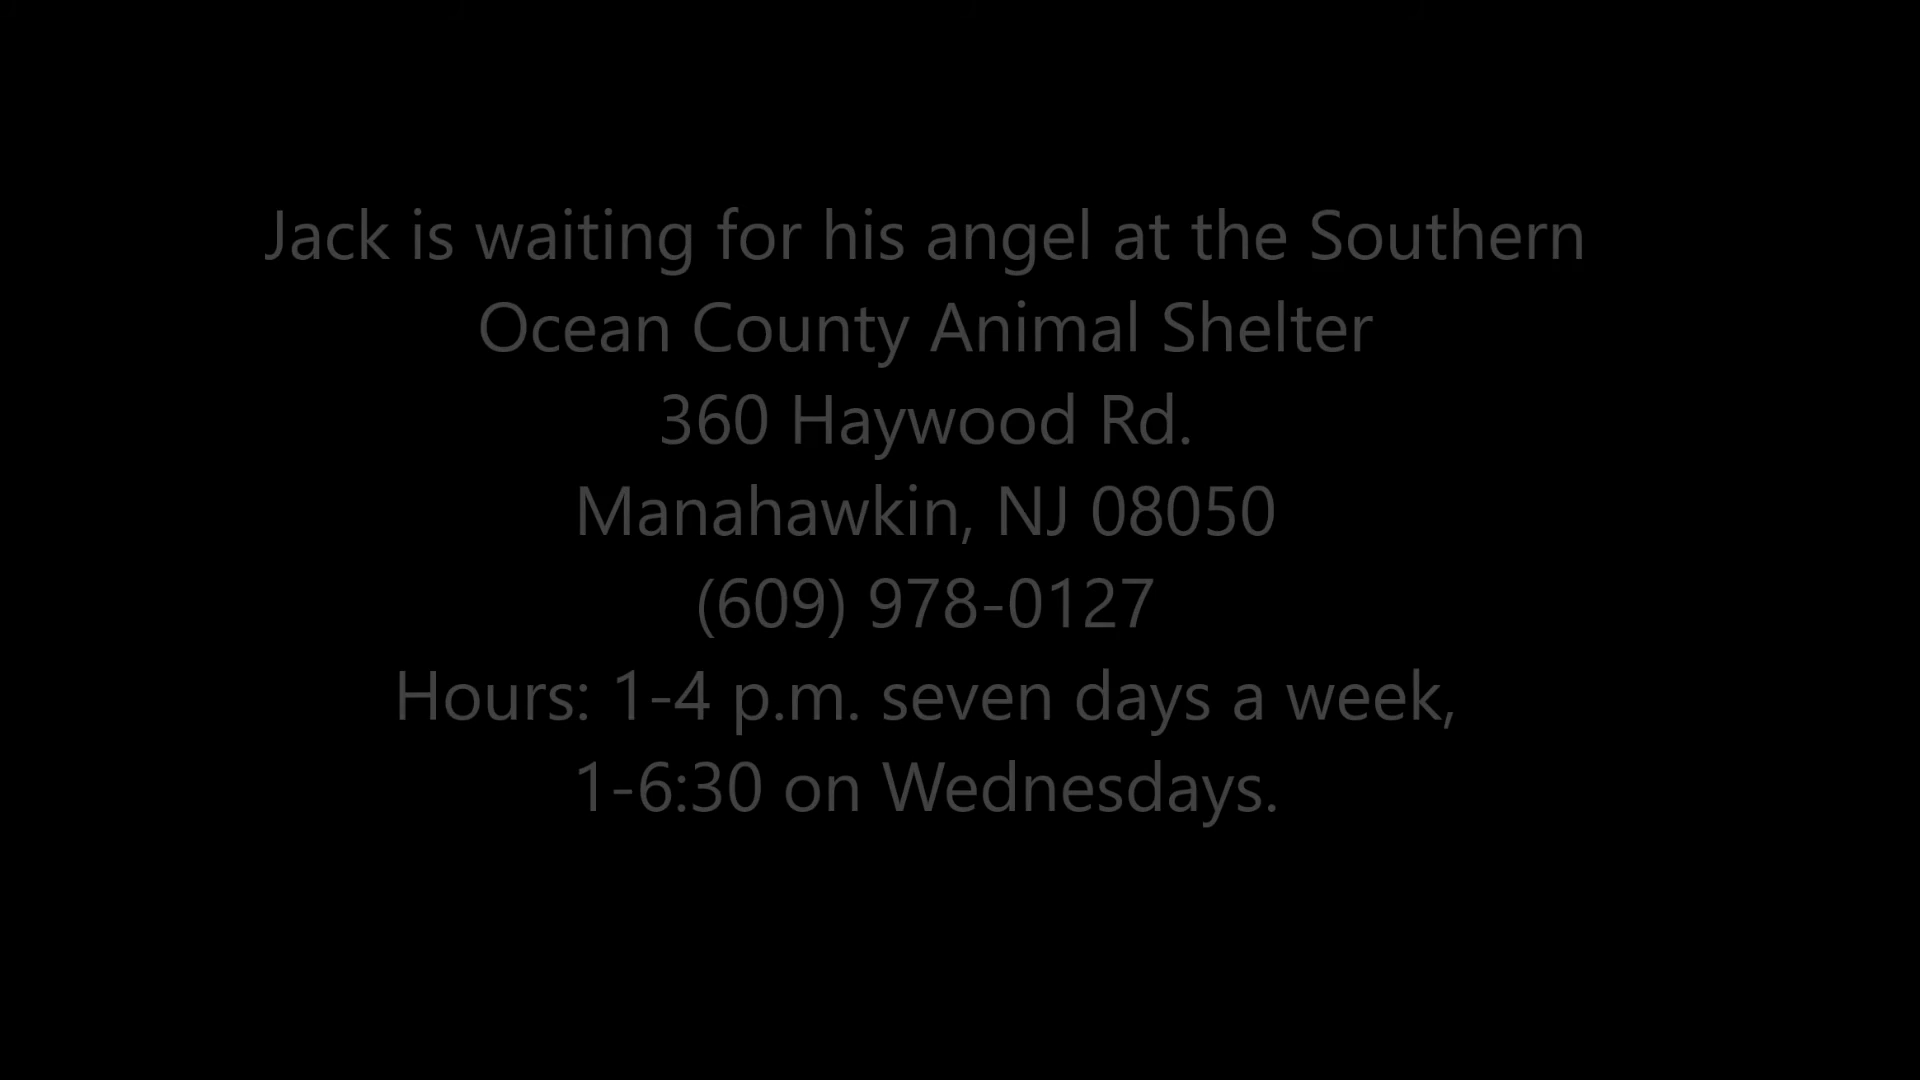 Jack is waiting for his angel at the Southern
Ocean County Animal Shelter
360 Haywood Rd.
Manahawkin, NJ 08050
(609) 978-0127
Hours: 1-4 p.m. seven days a week,
1-6:30 on Wednesdays.